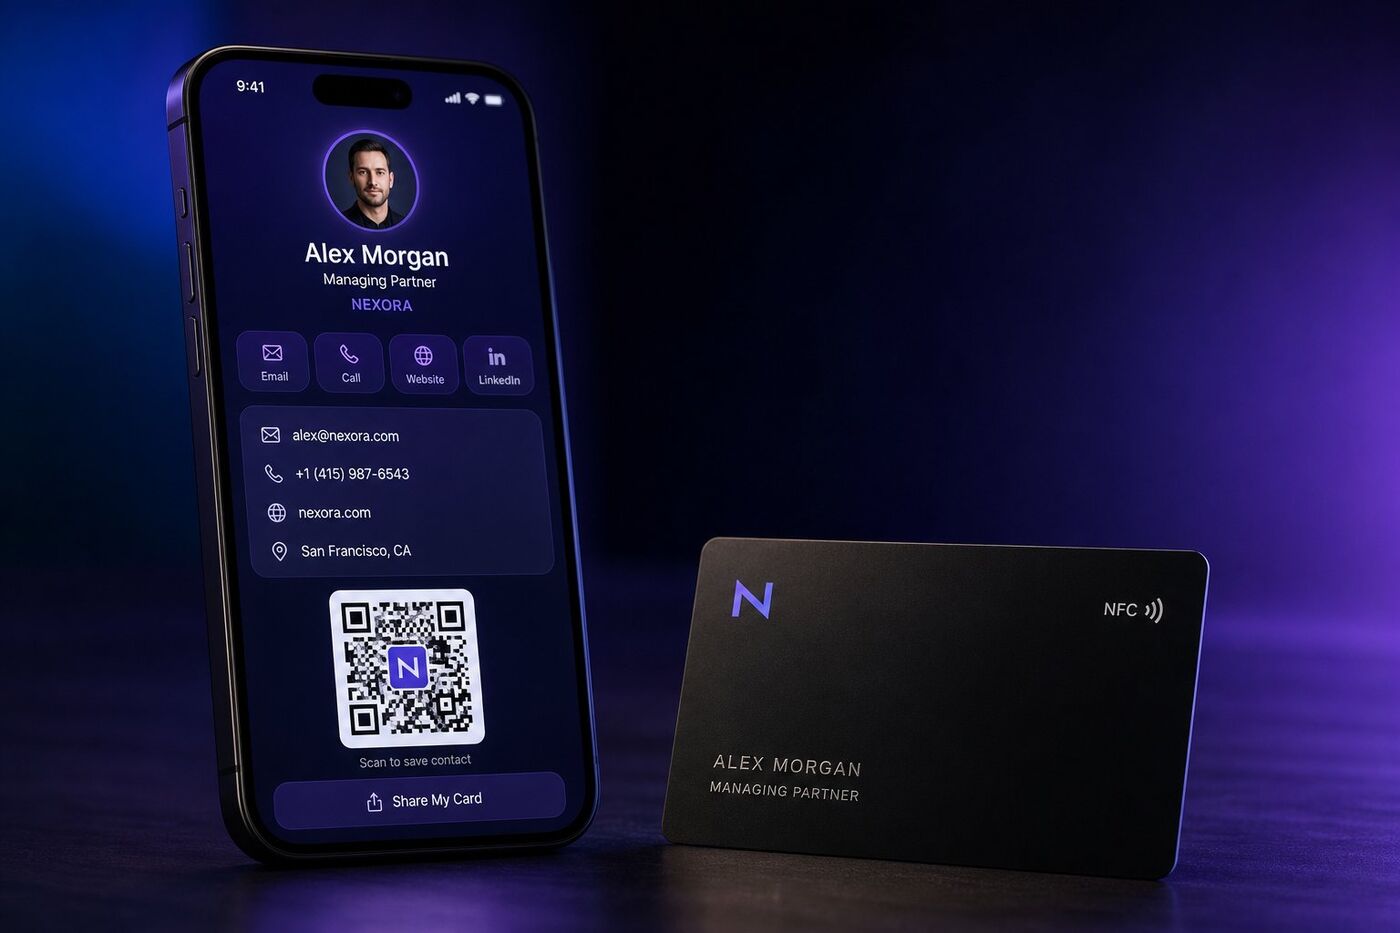 9:41
Alex Morgan
Managing Partner
NEXORA
Email
Call
Website
in
LinkedIn
alex@nexora.com
+1 (415) 987-6543
nexora.com
San Francisco, CA
N
Scan to save contact
Share My Card
N
NFC
ALEX MORGAN
MANAGING PARTNER